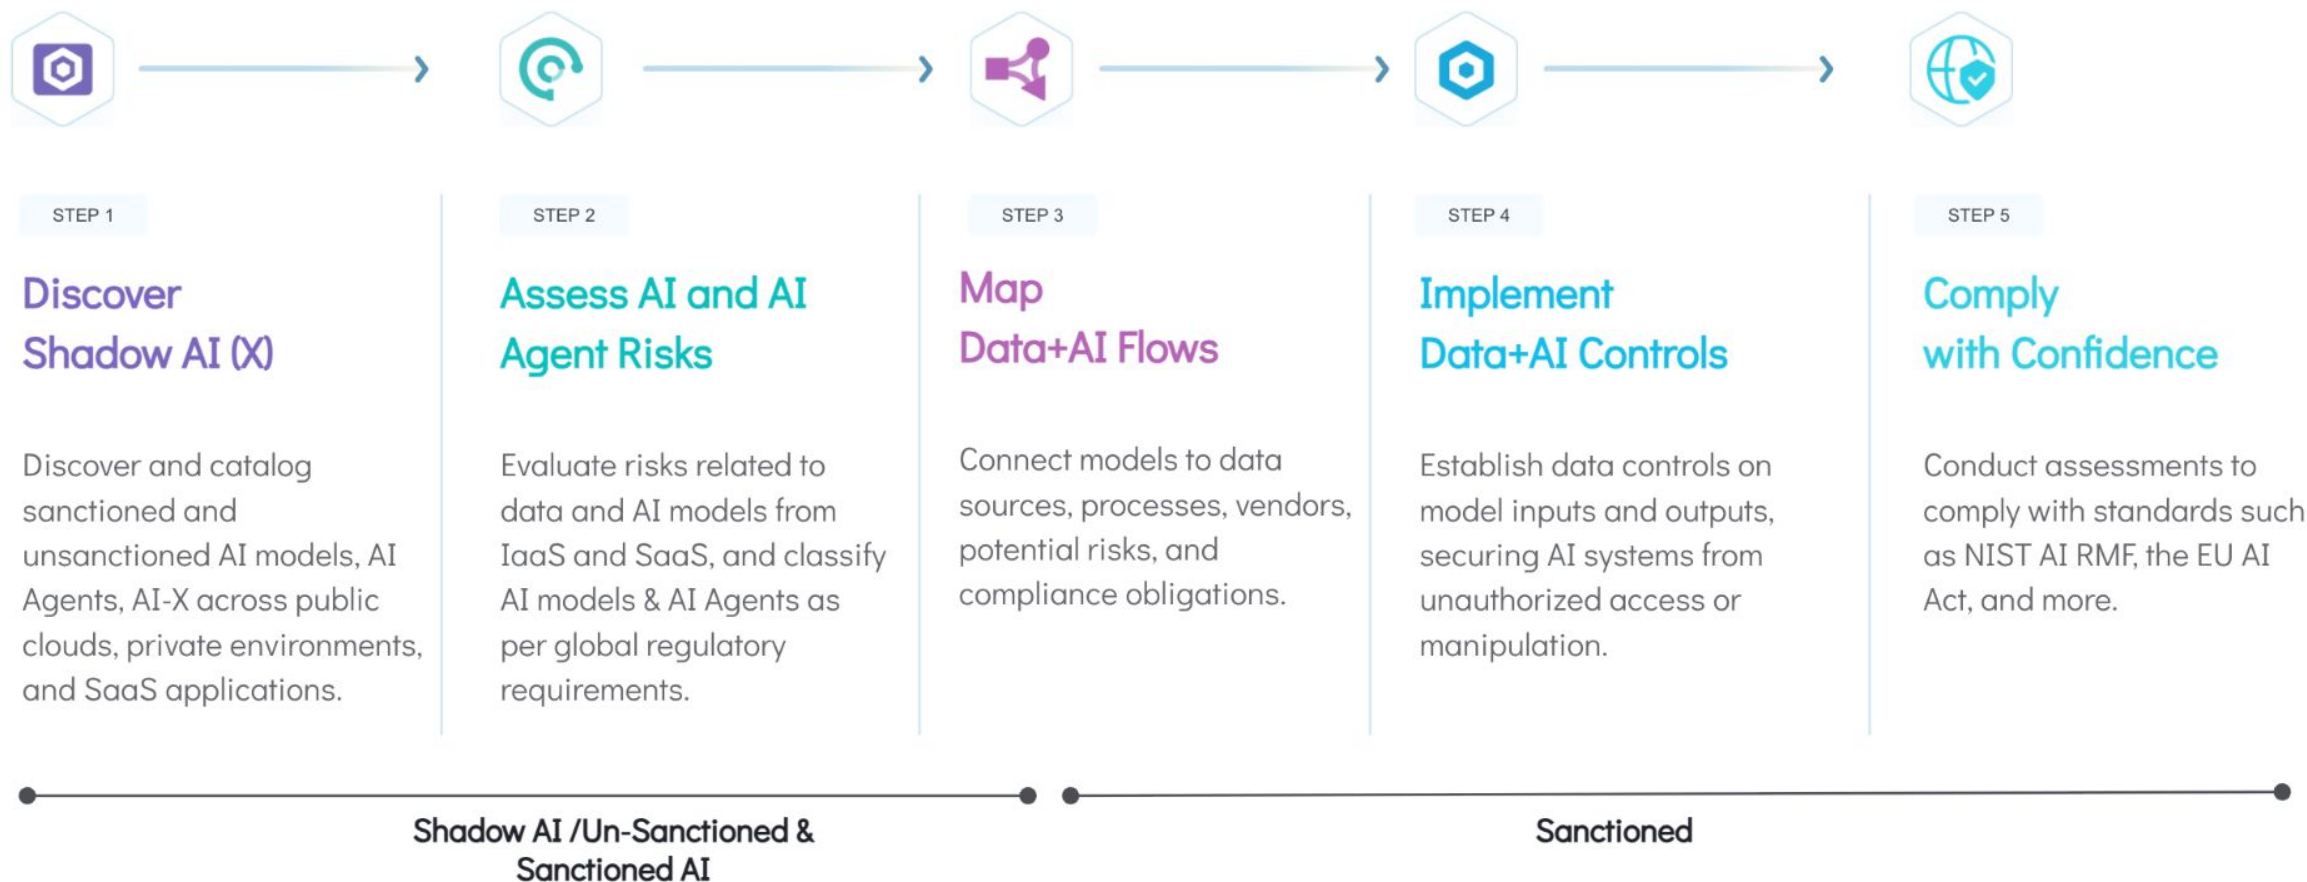 STEP 1
Discover
Shadow AI (X)
Discover and catalog
sanctioned and
unsanctioned AI models, AI
Agents, AI-X across public
clouds, private environments,
and SaaS applications.
STEP 2
Assess AI and AI
Agent Risks
Evaluate risks related to
data and AI models from
IaaS and SaaS, and classify
AI models & AI Agents as
per global regulatory
requirements.
STEP 3
Map
Data+AI Flows
Connect models to data
sources, processes, vendors,
potential risks, and
compliance obligations.
STEP 4
Implement
Data+AI Controls
Establish data controls on
model inputs and outputs,
securing AI systems from
unauthorized access or
manipulation.
STEP 5
Comply
with Confidence
Conduct assessments to
comply with standards such
as NIST AI RMF, the EU AI
Act, and more.
Shadow AI /Un-Sanctioned &
Sanctioned AI
Sanctioned